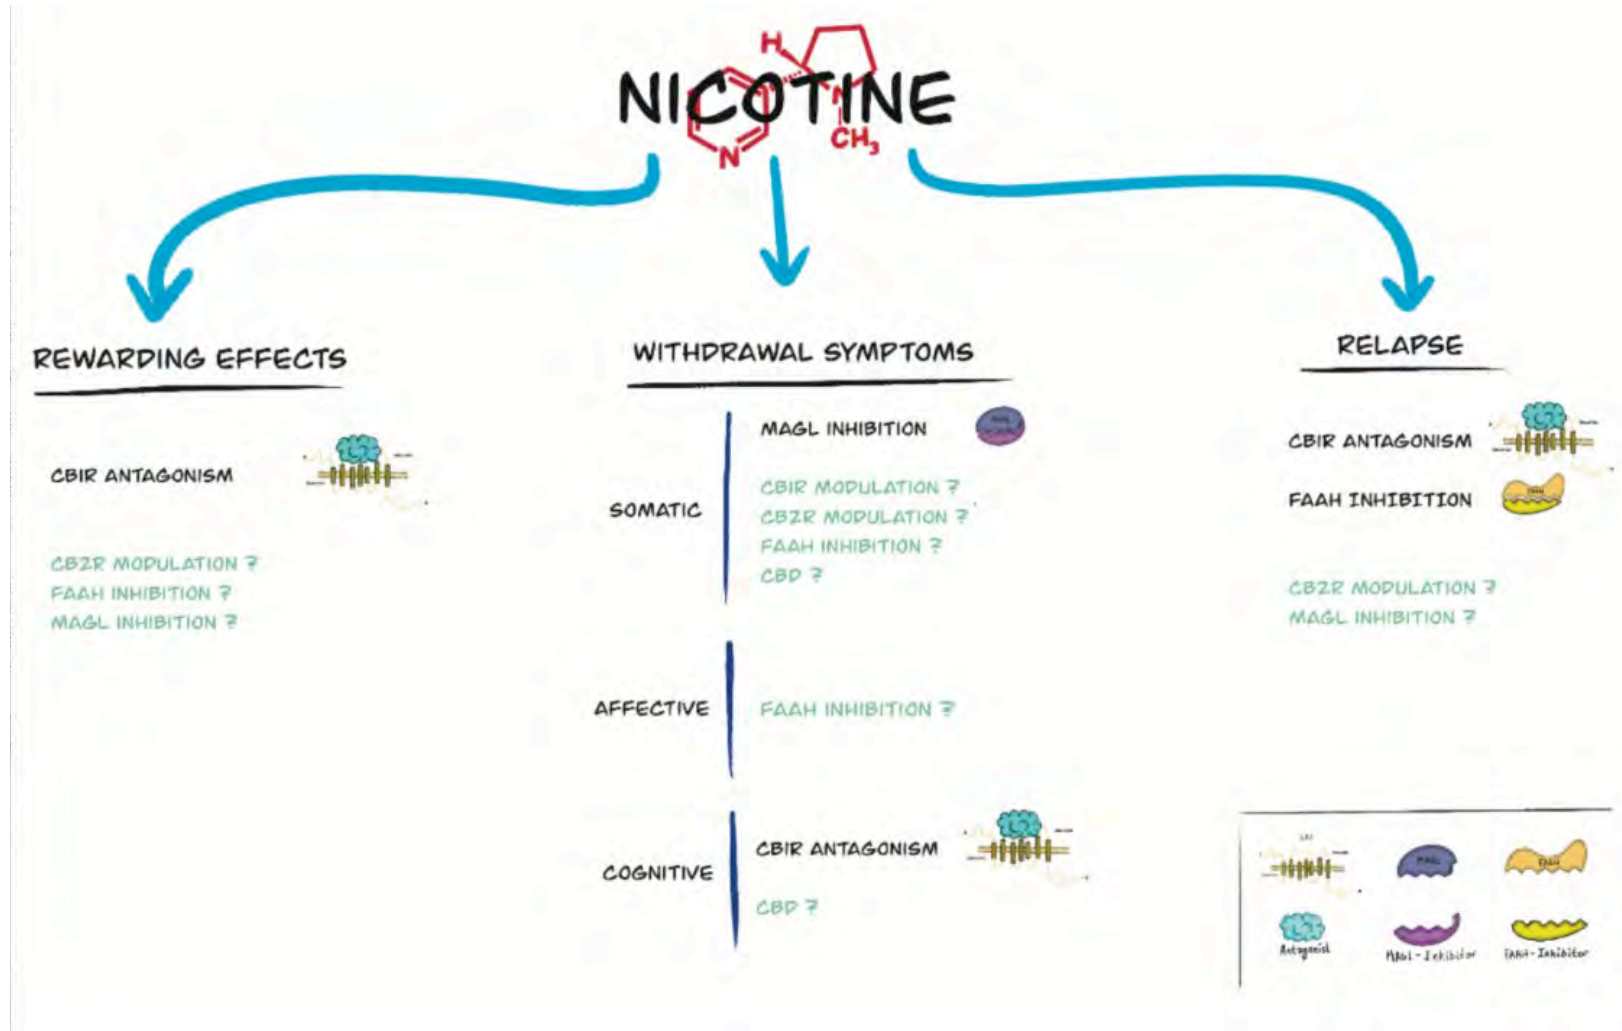 H
NICOTINE
N
N
CH3
REWARDING EFFECTS
CB1R ANTAGONISM
CB2R MODULATION ?
FAAH INHIBITION ?
MAGL INHIBITION ?
WITHDRAWAL SYMPTOMS
SOMATIC
MAGL INHIBITION
CB1R MODULATION ?
CB2R MODULATION ?
FAAH INHIBITION ?
CBD ?
AFFECTIVE
FAAH INHIBITION ?
COGNITIVE
CB1R ANTAGONISM
CBD ?
RELAPSE
CB1R ANTAGONISM
FAAH INHIBITION
FAAH
CB2R MODULATION ?
MAGL INHIBITION ?
MAGL
FAAH
Antagonist
MAGL-Inhibitor
FAAH-Inhibitor